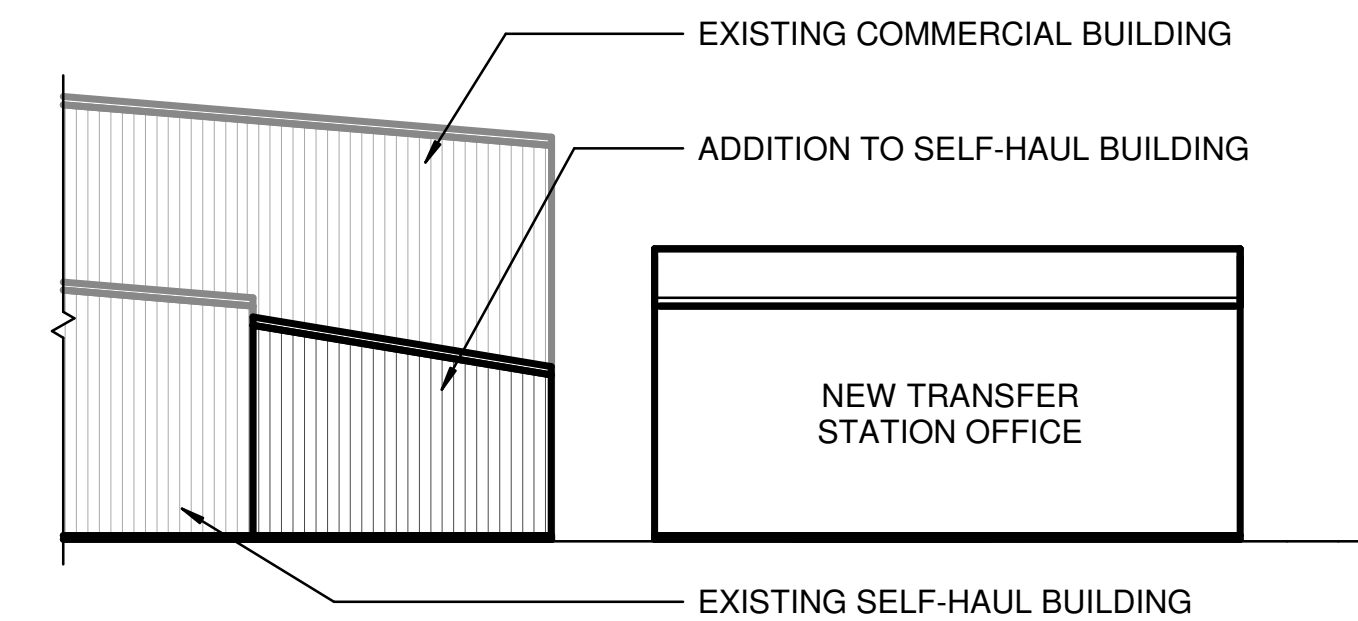 EXISTING COMMERCIAL BUILDING
ADDITION TO SELF-HAUL BUILDING
NEW TRANSFER
STATION OFFICE
EXISTING SELF-HAUL BUILDING